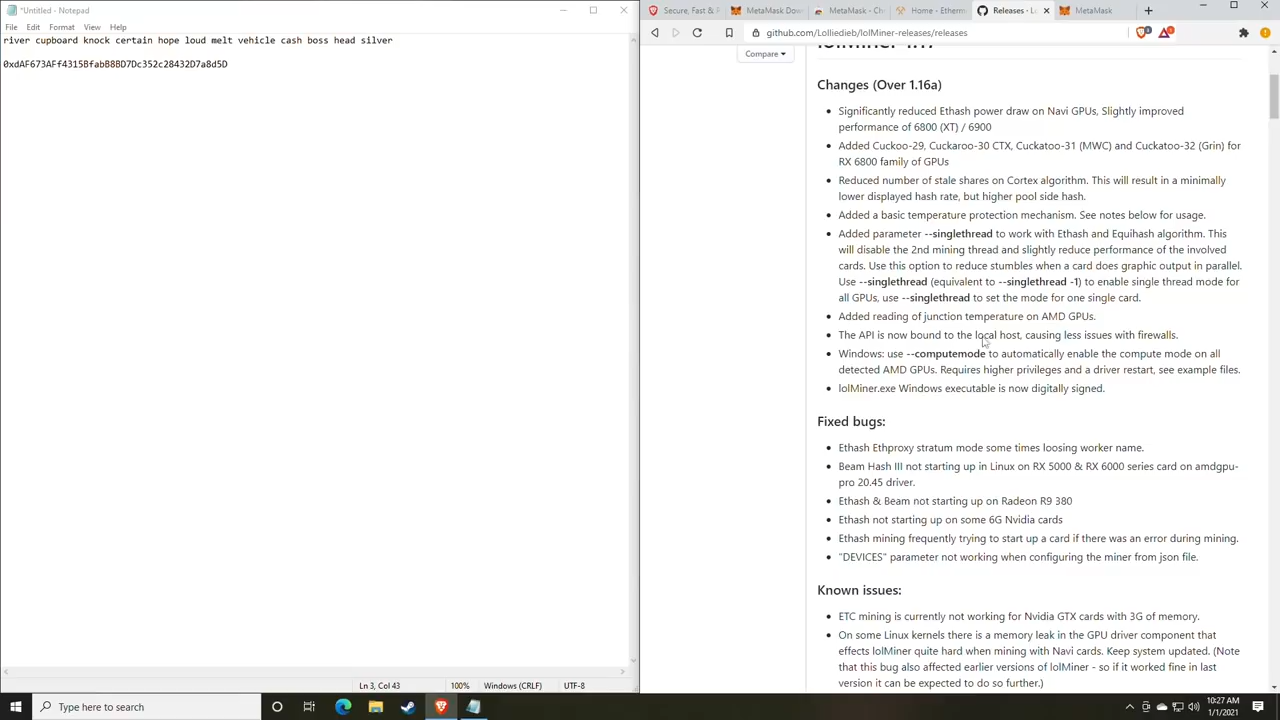 *Untitled - Notepad
File Edit Format View Help
river cupboard knock certain hope loud melt vehicle cash boss head silver
0xdAF673AFf4315BfabB8BD7Dc352c28432D7a8d5D
Ln 3, Col 43 100% Windows (CRLF) UTF-8
Secure, Fast & P MetaMask Dow MetaMask - Ch Home - Etherm Releases · Lo MetaMask
github.com/Lolliedieb/lolMiner-releases/releases
Compare
Changes (Over 1.16a)
Significantly reduced Ethash power draw on Navi GPUs, Slightly improved
performance of 6800 (XT) / 6900
Added Cuckoo-29, Cuckaroo-30 CTX, Cuckatoo-31 (MWC) and Cuckatoo-32 (Grin) for
RX 6800 family of GPUs
Reduced number of stale shares on Cortex algorithm. This will result in a minimally
lower displayed hash rate, but higher pool side hash.
Added a basic temperature protection mechanism. See notes below for usage.
Added parameter --singlethread to work with Ethash and Equihash algorithm. This
will disable the 2nd mining thread and slightly reduce performance of the involved
cards. Use this option to reduce stumbles when a card does graphic output in parallel.
Use --singlethread (equivalent to --singlethread -1) to enable single thread mode for
all GPUs, use --singlethread to set the mode for one single card.
Added reading of junction temperature on AMD GPUs.
The API is now bound to the local host, causing less issues with firewalls.
Windows: use --computemode to automatically enable the compute mode on all
detected AMD GPUs. Requires higher privileges and a driver restart, see example files.
lolMiner.exe Windows executable is now digitally signed.
Fixed bugs:
Ethash Ethproxy stratum mode some times loosing worker name.
Beam Hash III not starting up in Linux on RX 5000 & RX 6000 series card on amdgpu-
pro 20.45 driver.
Ethash & Beam not starting up on Radeon R9 380
Ethash not starting up on some 6G Nvidia cards
Ethash mining frequently trying to start up a card if there was an error during mining.
"DEVICES" parameter not working when configuring the miner from json file.
Known issues:
ETC mining is currently not working for Nvidia GTX cards with 3G of memory.
On some Linux kernels there is a memory leak in the GPU driver component that
effects lolMiner quite hard when mining with Navi cards. Keep system updated. (Note
that this bug also affected earlier versions of lolMiner - so if it worked fine in last
version it can be expected to do so further.)
Type here to search
10:27 AM
1/1/2021